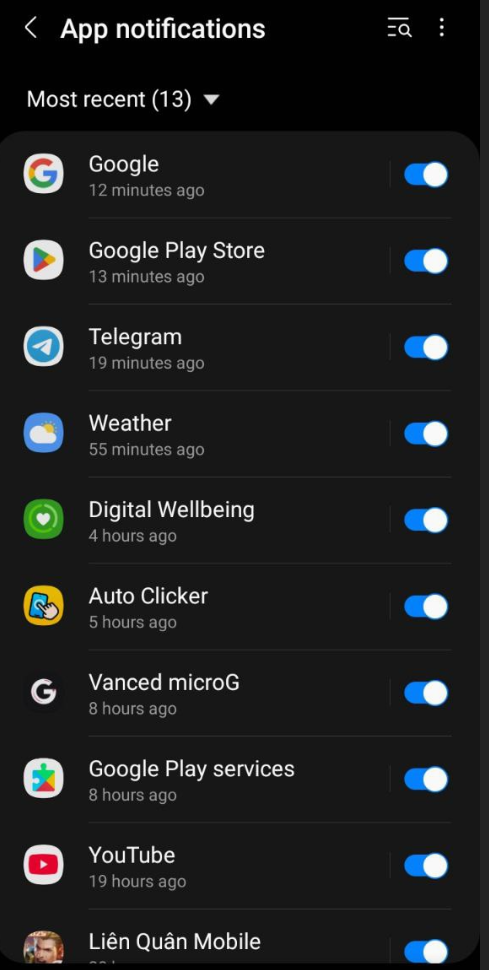 App notifications
Most recent (13)
Google
12 minutes ago
Google Play Store
13 minutes ago
Telegram
19 minutes ago
Weather
55 minutes ago
Digital Wellbeing
4 hours ago
Auto Clicker
5 hours ago
Vanced microG
8 hours ago
Google Play services
8 hours ago
YouTube
19 hours ago
Liên Quân Mobile